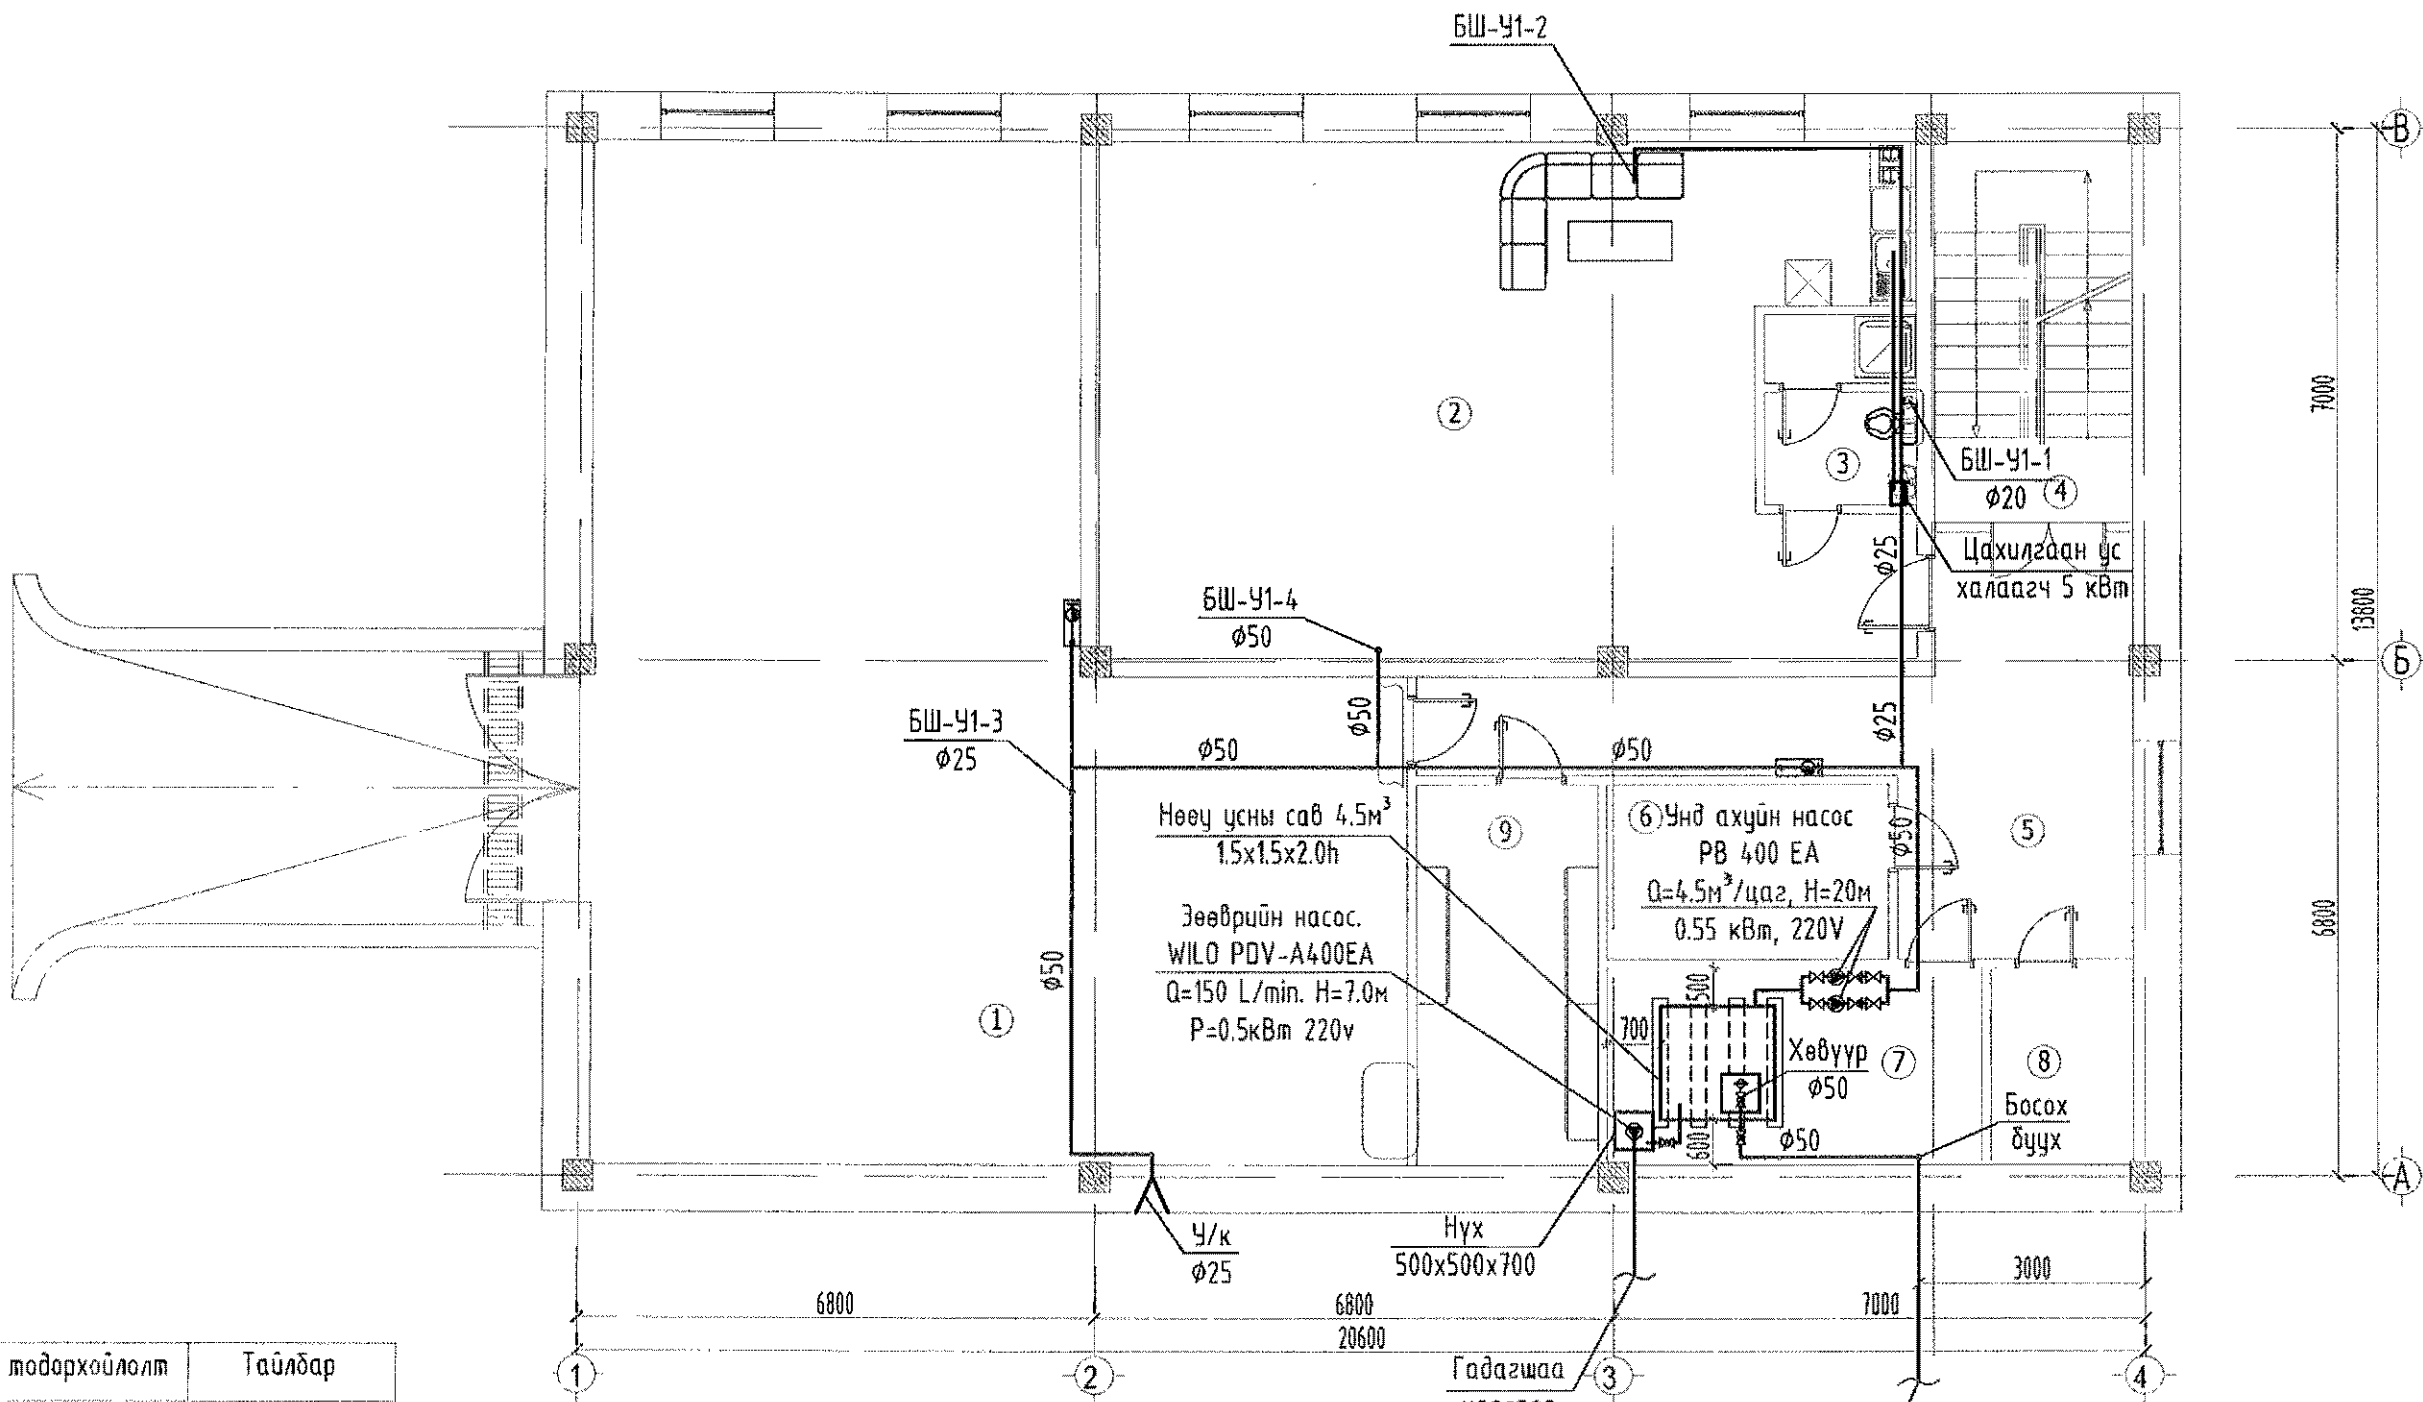 БШ-У1-2
В
7000
2
3
БШ-У1-1
ф20
4
ф25
Цахилгаан ус
халаагч 5 кВт
13800
БШ-У1-4
ф50
Б
БШ-У1-3
ф25
ф50
ф50
ф50
ф25
Нөөц усны сав 4.5м³
1.5x1.5x2.0h
9
6
Унд ахуйн насос
PB 400 EA
Q=4.5м³/цаг, H=20м
0.55 кВт, 220V
ф50
5
Зөөврийн насос.
WILO PDV-A400EA
Q=150 L/min. H=7.0м
P=0.5кВт 220v
6800
ф50
1
500
700
Хөвүүр
ф50
7
8
600
ф50
Босох
буух
А
У/к
ф25
Нүх
500x500x700
3000
6800
6800
7000
20600
тодорхойлолт
Тайлбар
1
2
Гадагшаа
3
4